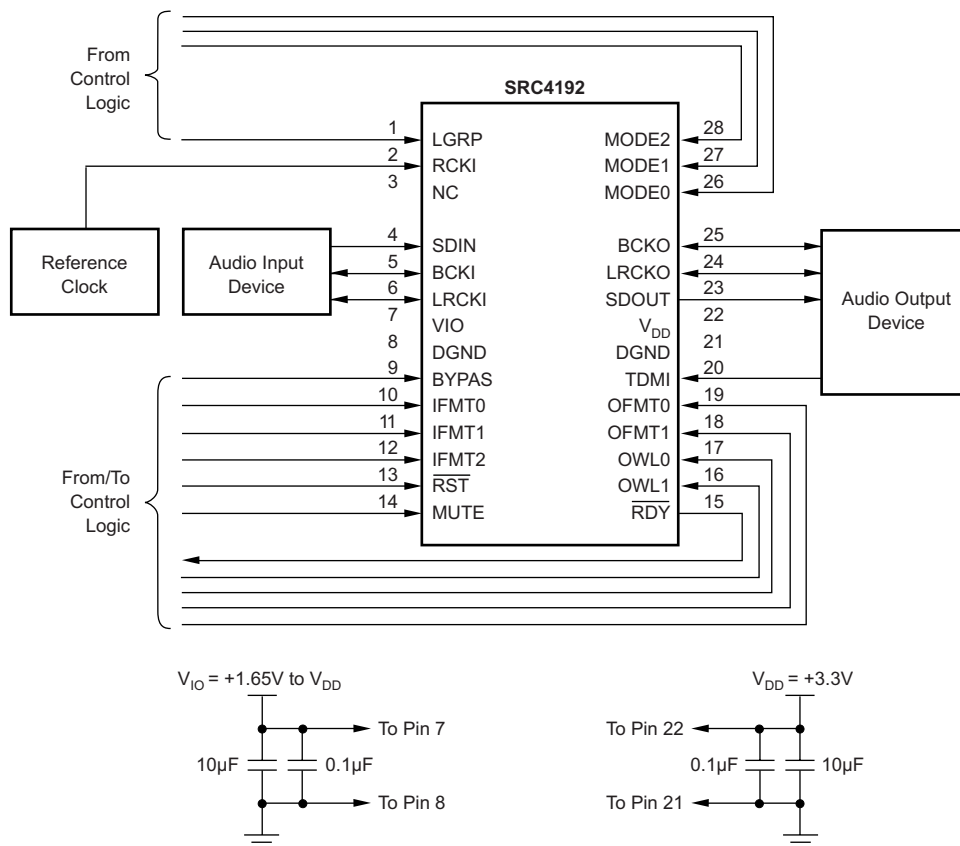 From
Control
Logic
SRC4192
1
LGRP
2
RCKI
3
NC
4
SDIN
5
BCKI
6
LRCKI
7
VIO
8
DGND
9
BYPAS
10
IFMT0
11
IFMT1
12
IFMT2
13
RST
14
MUTE
MODE2
28
MODE1
27
MODE0
26
BCKO
25
LRCKO
24
SDOUT
23
VDD
22
DGND
21
TDMI
20
OFMT0
19
OFMT1
18
OWL0
17
OWL1
16
RDY
15
Reference
Clock
Audio Input
Device
Audio Output
Device
From/To
Control
Logic
VIO = +1.65V to VDD
To Pin 7
10µF
0.1µF
To Pin 8
VDD = +3.3V
To Pin 22
0.1µF
10µF
To Pin 21